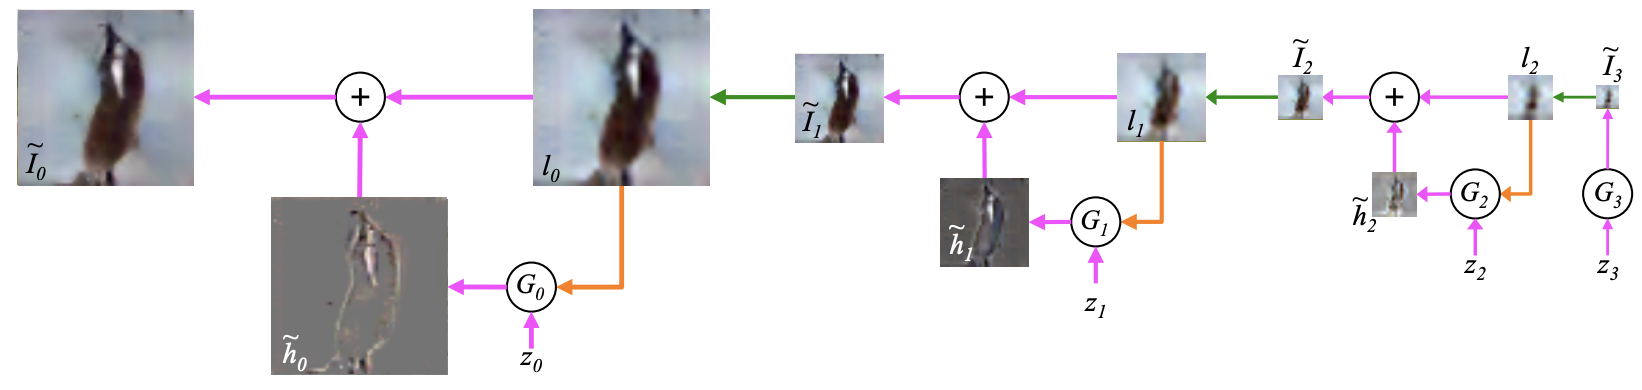 Ĩ₀
+
l₀
h̃₀
G₀
z₀
Ĩ₁
+
l₁
h̃₁
G₁
z₁
Ĩ₂
+
l₂
Ĩ₃
h̃₂
G₂
G₃
z₂
z₃